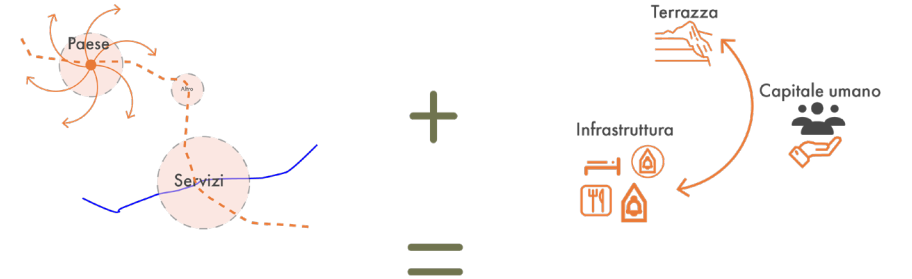 Paese
Altro
Servizi
Terrazza
Capitale umano
Infrastruttura